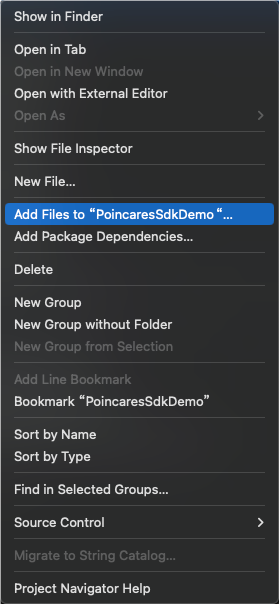 Show in Finder
Open in Tab
Open in New Window
Open with External Editor
Open As
Show File Inspector
New File...
Add Files to “PoincaresSdkDemo “...
Add Package Dependencies...
Delete
New Group
New Group without Folder
New Group from Selection
Add Line Bookmark
Bookmark “PoincaresSdkDemo”
Sort by Name
Sort by Type
Find in Selected Groups...
Source Control
Migrate to String Catalog...
Project Navigator Help